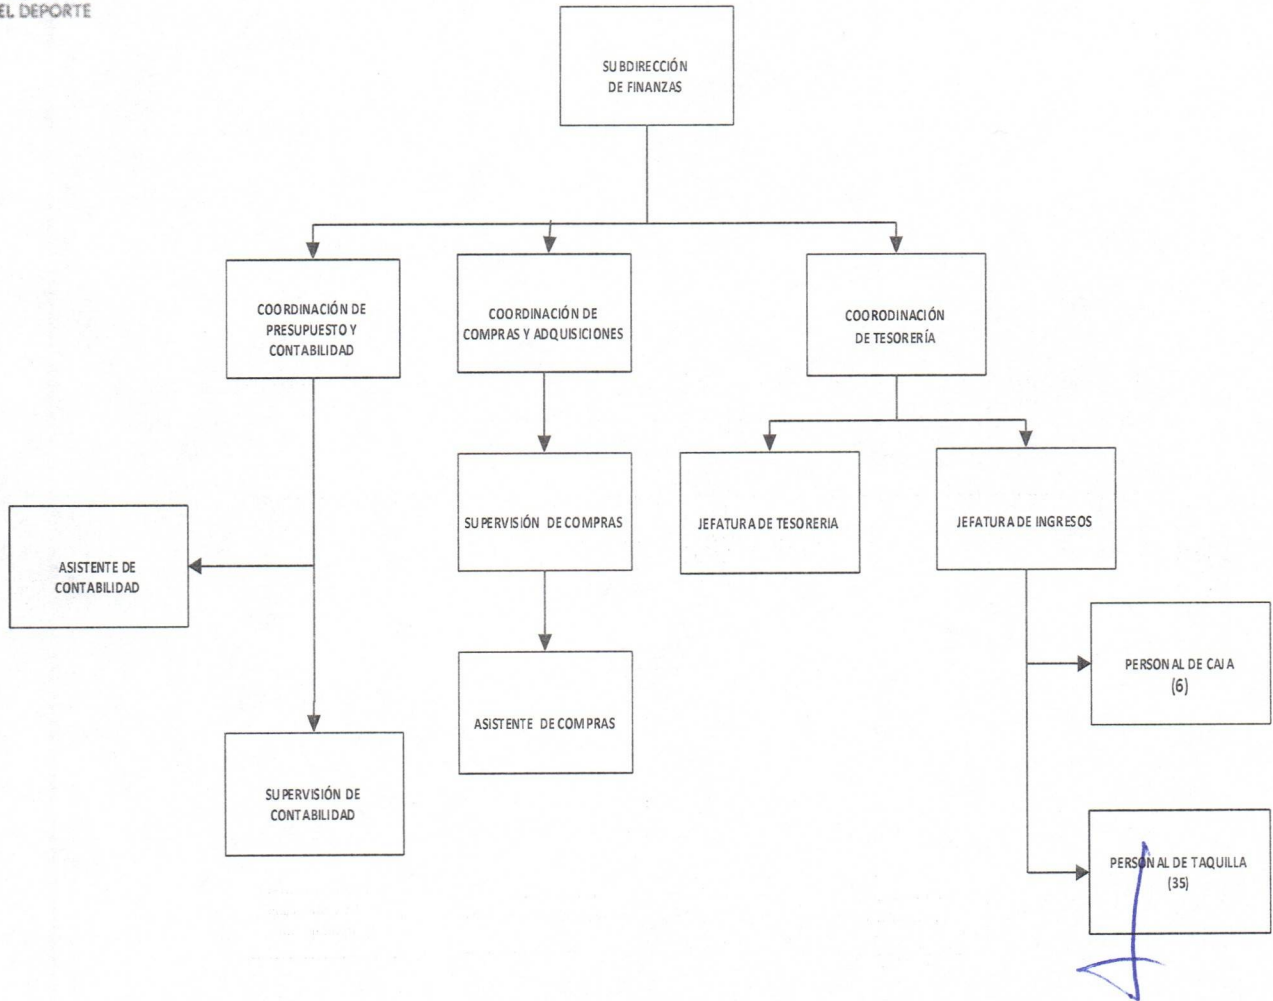 EL DEPORTE
SUBDIRECCIÓN
DE FINANZAS
COORDINACIÓN DE
PRESUPUESTO Y
CONTABILIDAD
COORDINACIÓN DE
COMPRAS Y ADQUISICIONES
COORODINACIÓN
DE TESORERÍA
SUPERVISIÓN DE COMPRAS
JEFATURA DE TESORERIA
JEFATURA DE INGRESOS
ASISTENTE DE
CONTABILIDAD
PERSONAL DE CAJA
(6)
ASISTENTE DE COMPRAS
SUPERVISIÓN DE
CONTABILIDAD
PERSONAL DE TAQUILLA
(35)